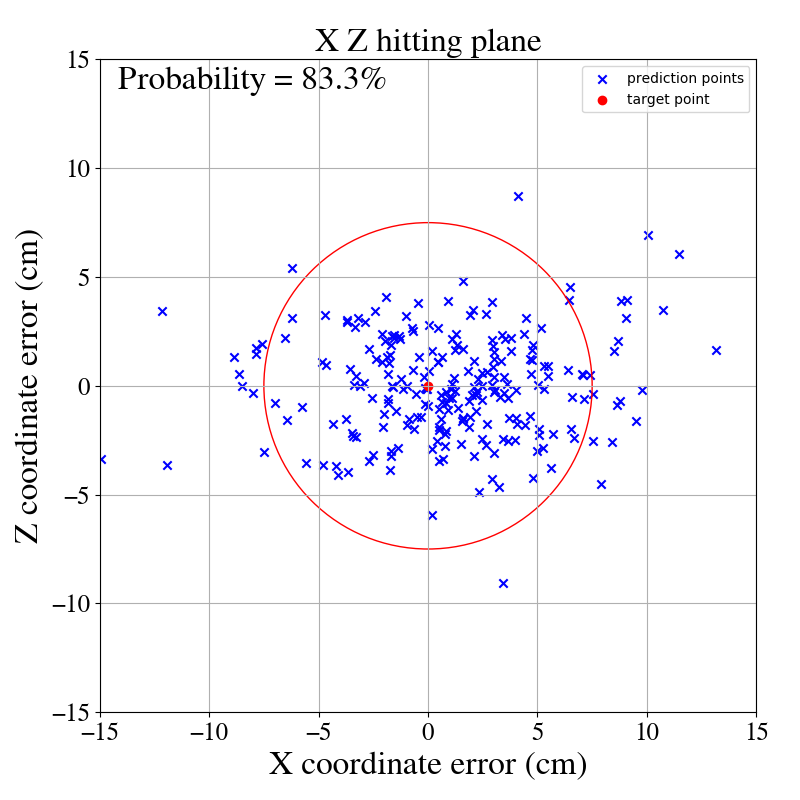 X Z hitting plane
Probability = 83.3%
prediction points
target point
15
10
5
0
−5
−10
−15
Z coordinate error (cm)
−15 −10 −5 0 5 10 15
X coordinate error (cm)